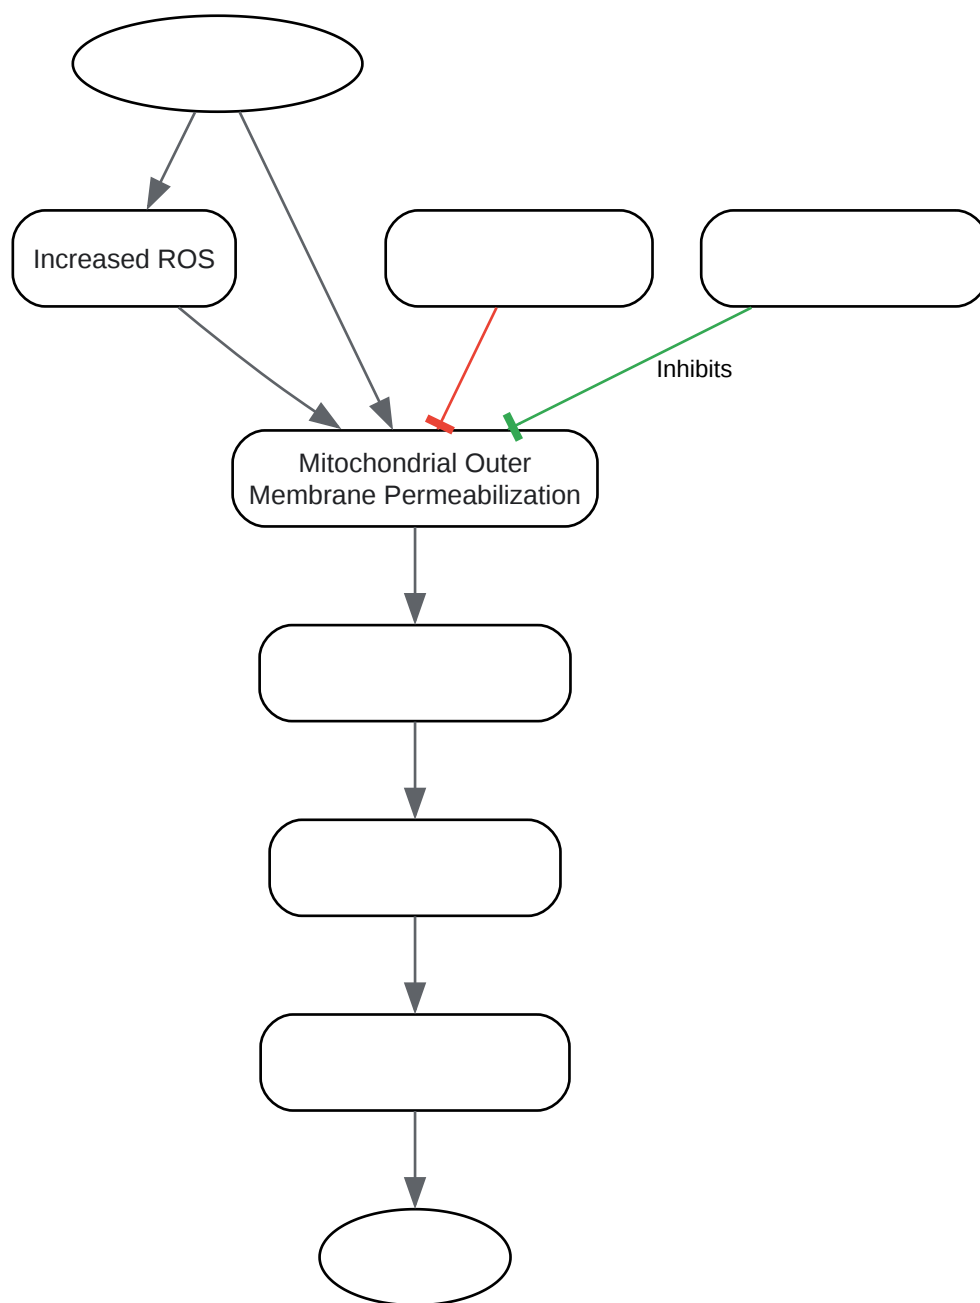 Increased ROS
Inhibits
Mitochondrial Outer
Membrane Permeabilization